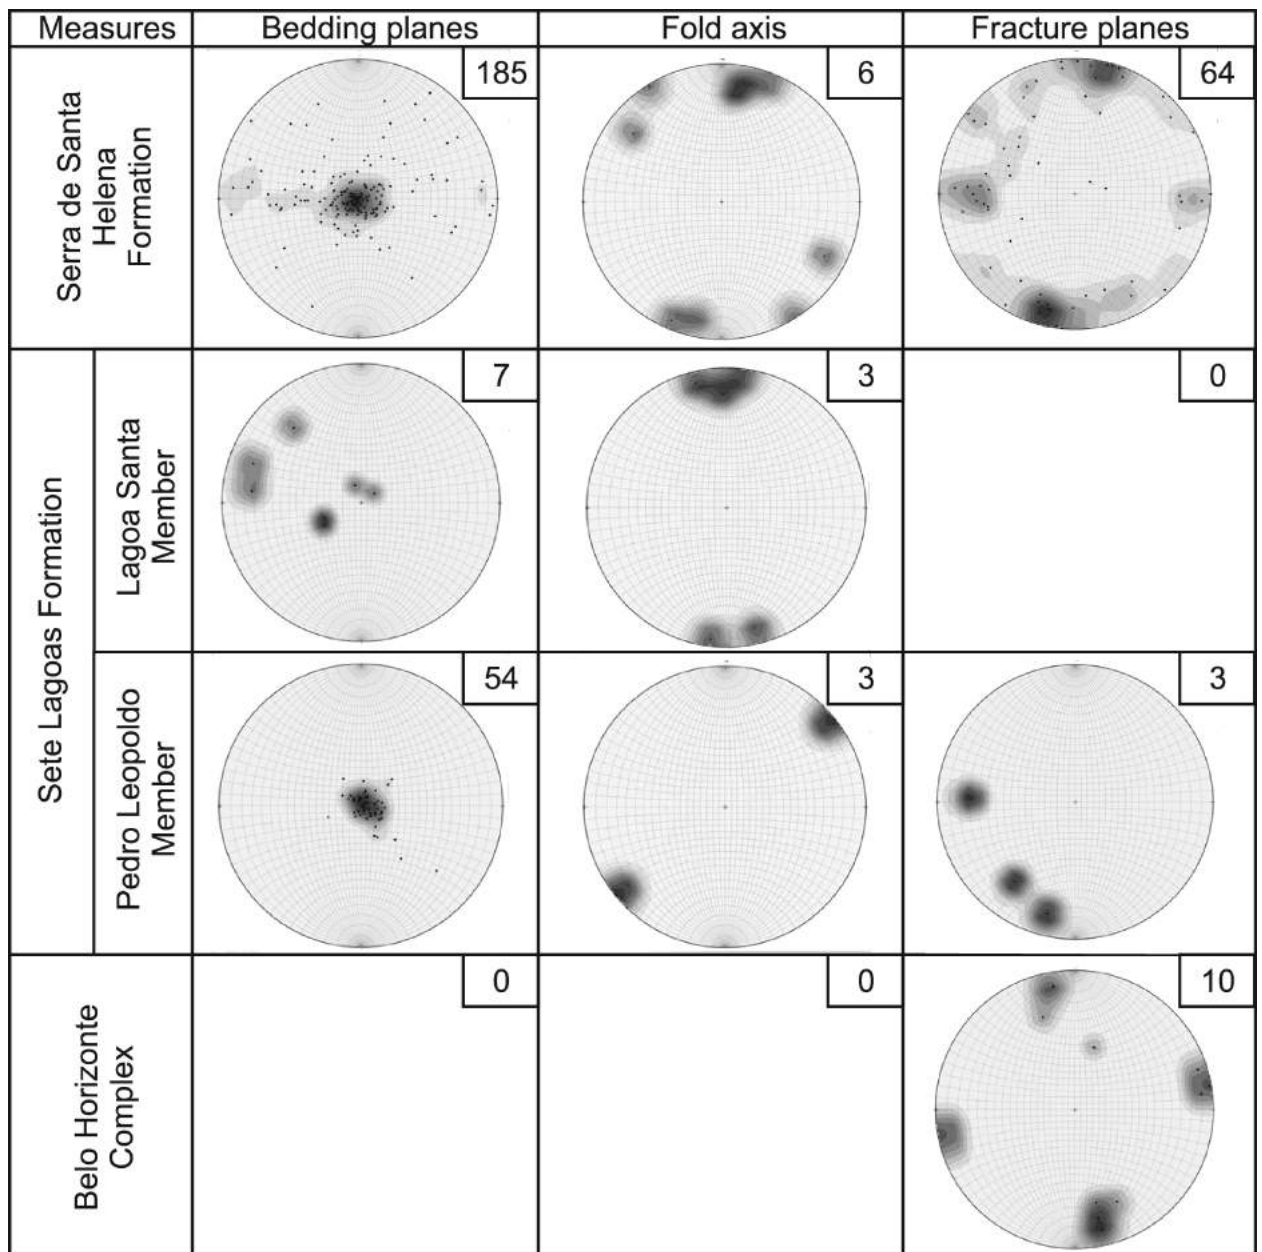 Measures
Bedding planes
Fold axis
Fracture planes
Serra de Santa
Helena
Formation
185
6
64
Sete Lagoas Formation
Lagoa Santa
Member
7
3
0
Pedro Leopoldo
Member
54
3
3
Belo Horizonte
Complex
0
0
10